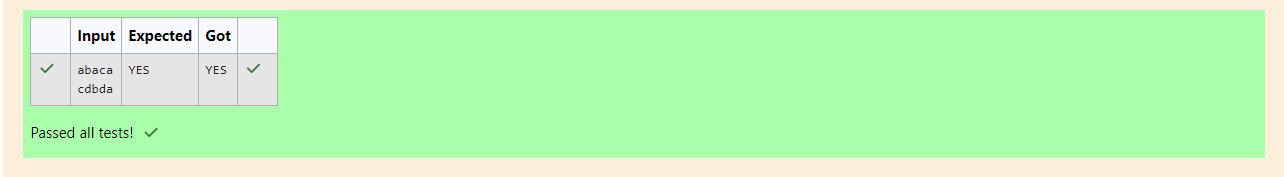 Input Expected Got
abaca YES YES
cdbda
Passed all tests!